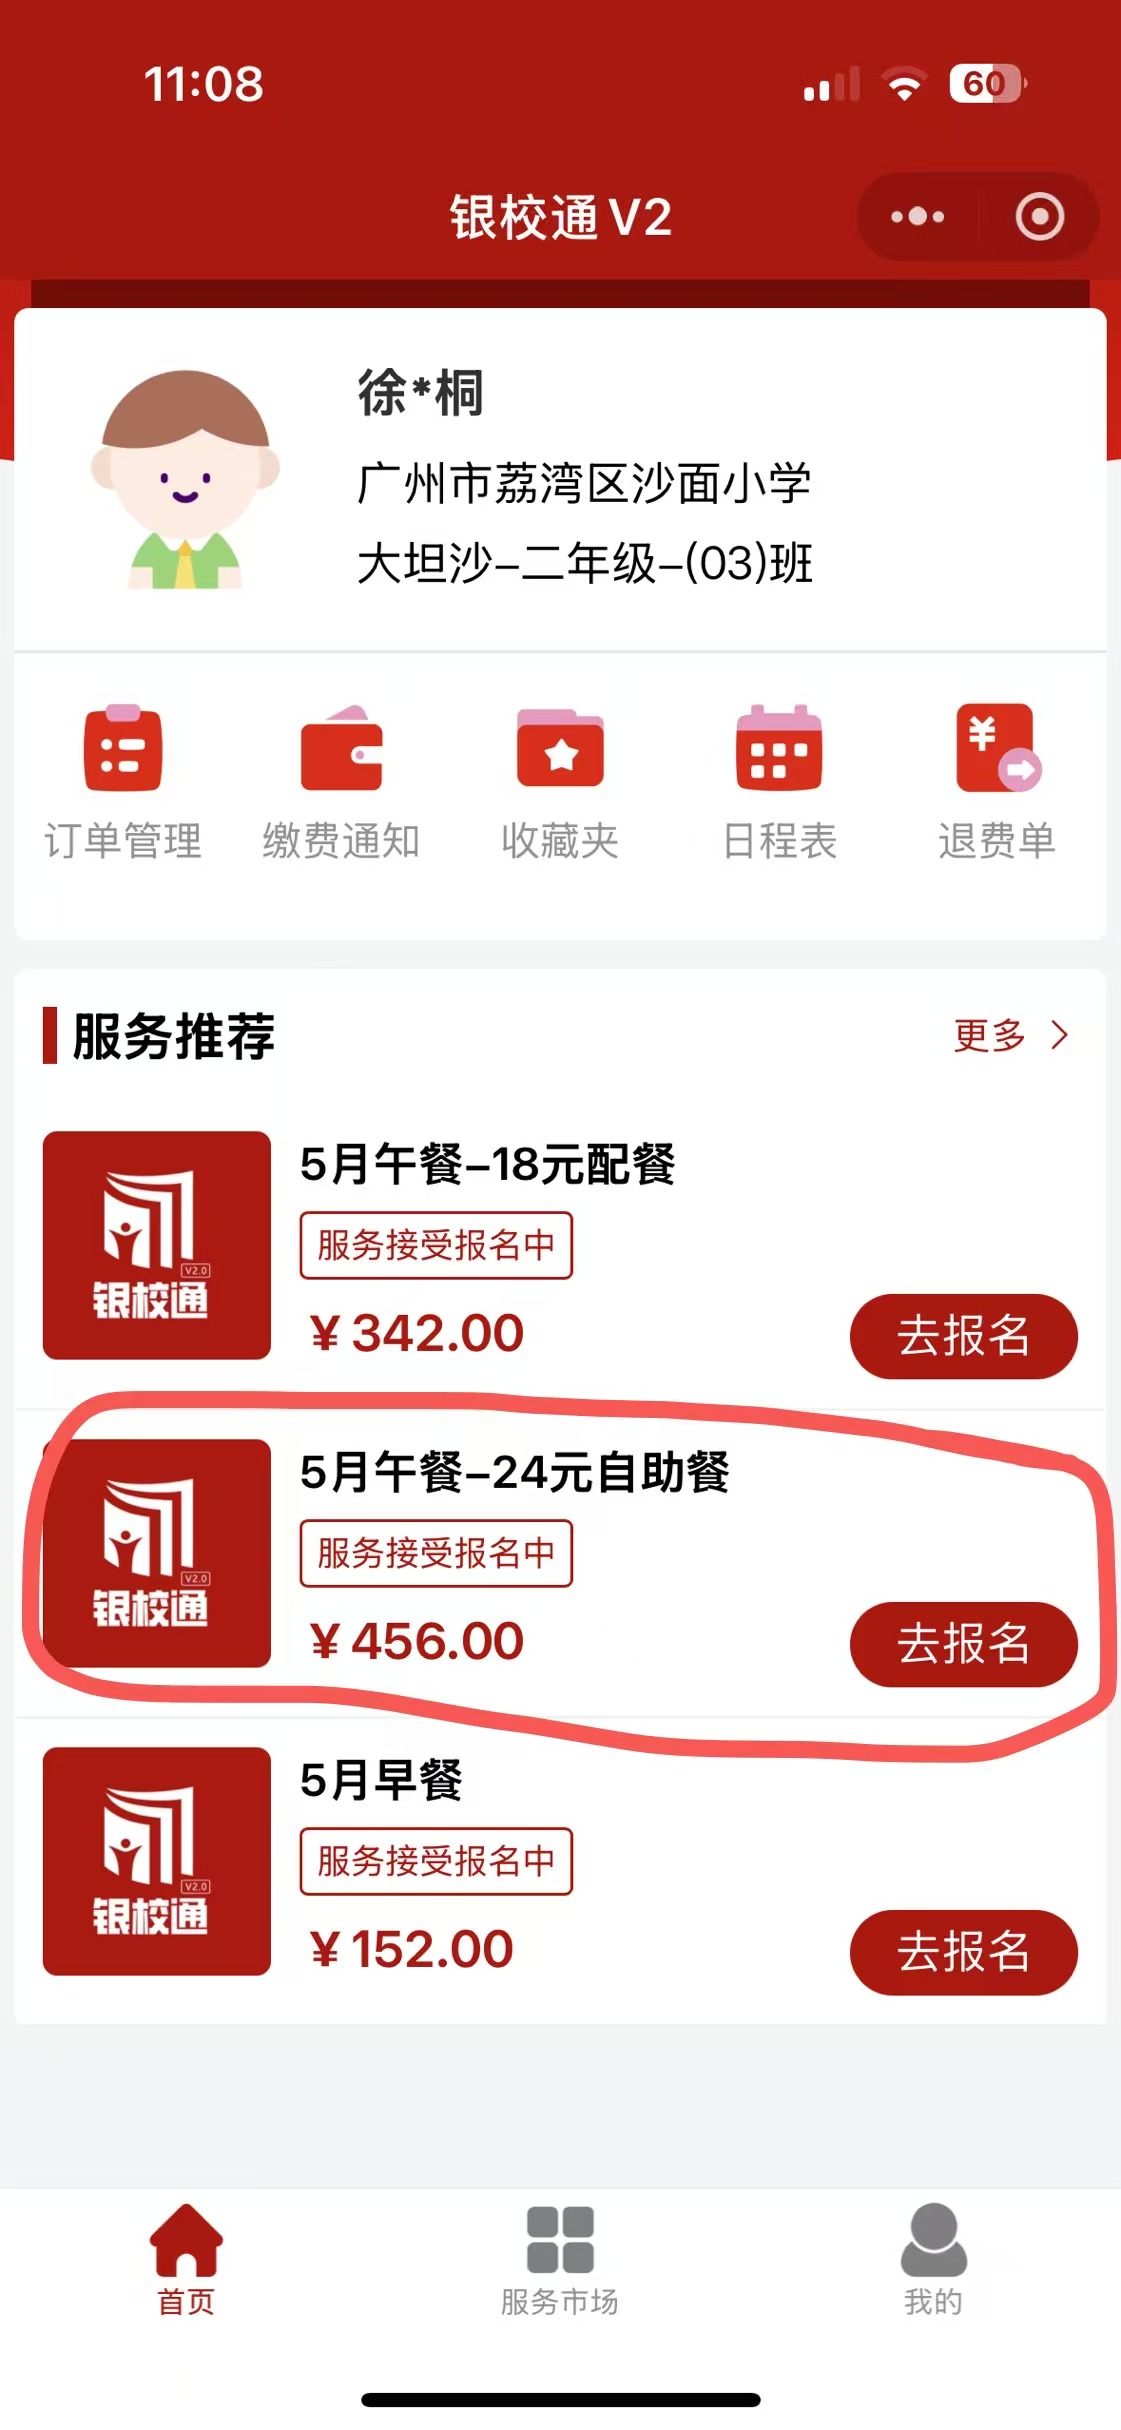 11:08
60
银校通V2
徐*桐
广州市荔湾区沙面小学
大坦沙–二年级–(03)班
订单管理
缴费通知
收藏夹
日程表
¥
退费单
服务推荐
更多
V2.0
银校通
5月午餐–18元配餐
服务接受报名中
¥342.00
去报名
V2.0
银校通
5月午餐–24元自助餐
服务接受报名中
¥456.00
去报名
V2.0
银校通
5月早餐
服务接受报名中
¥152.00
去报名
首页
服务市场
我的